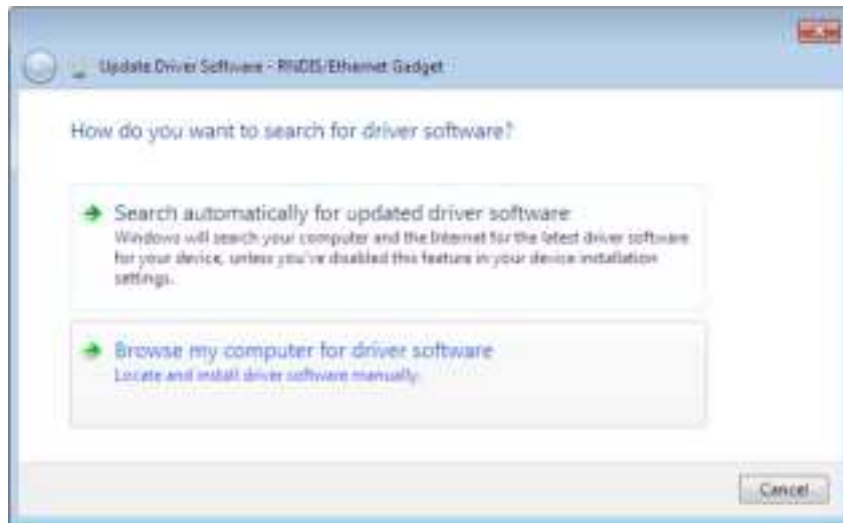 Update Driver Software - RNDIS/Ethernet Gadget
How do you want to search for driver software?
Search automatically for updated driver software
Windows will search your computer and the Internet for the latest driver software
for your device, unless you've disabled this feature in your device installation
settings.
Browse my computer for driver software
Locate and install driver software manually.
Cancel